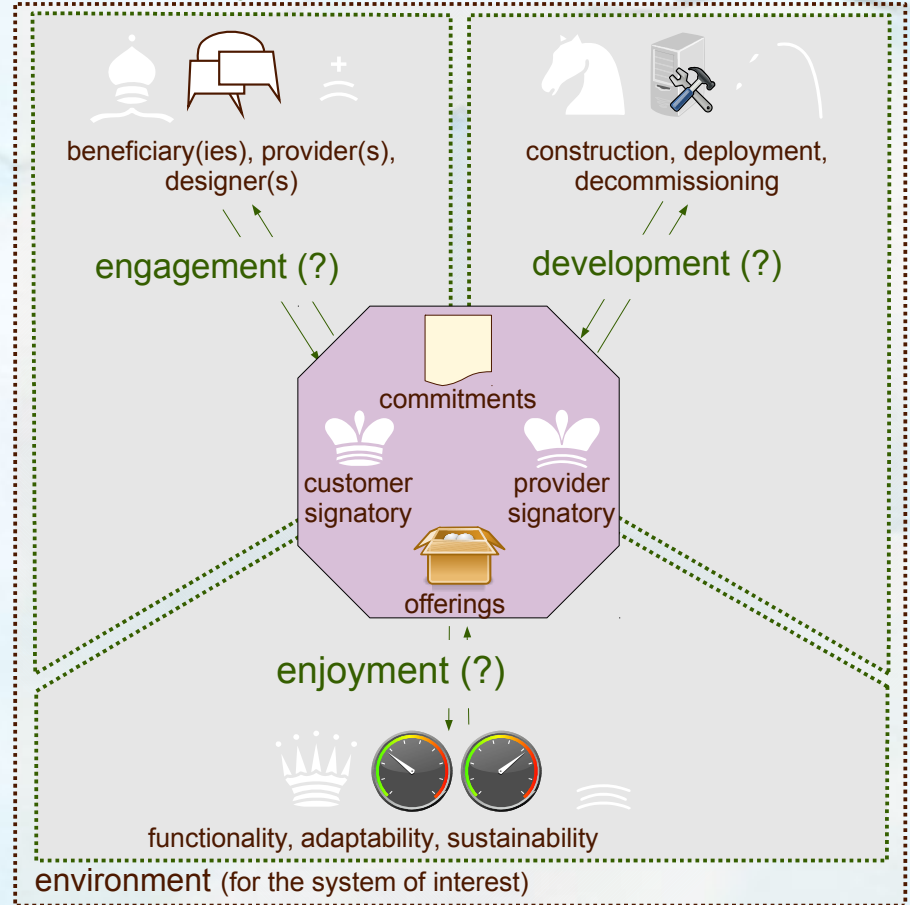 beneficiary(ies), provider(s),
designer(s)
engagement (?)
construction, deployment,
decommissioning
development (?)
commitments
customer
signatory
provider
signatory
offerings
enjoyment (?)
functionality, adaptability, sustainability
environment (for the system of interest)